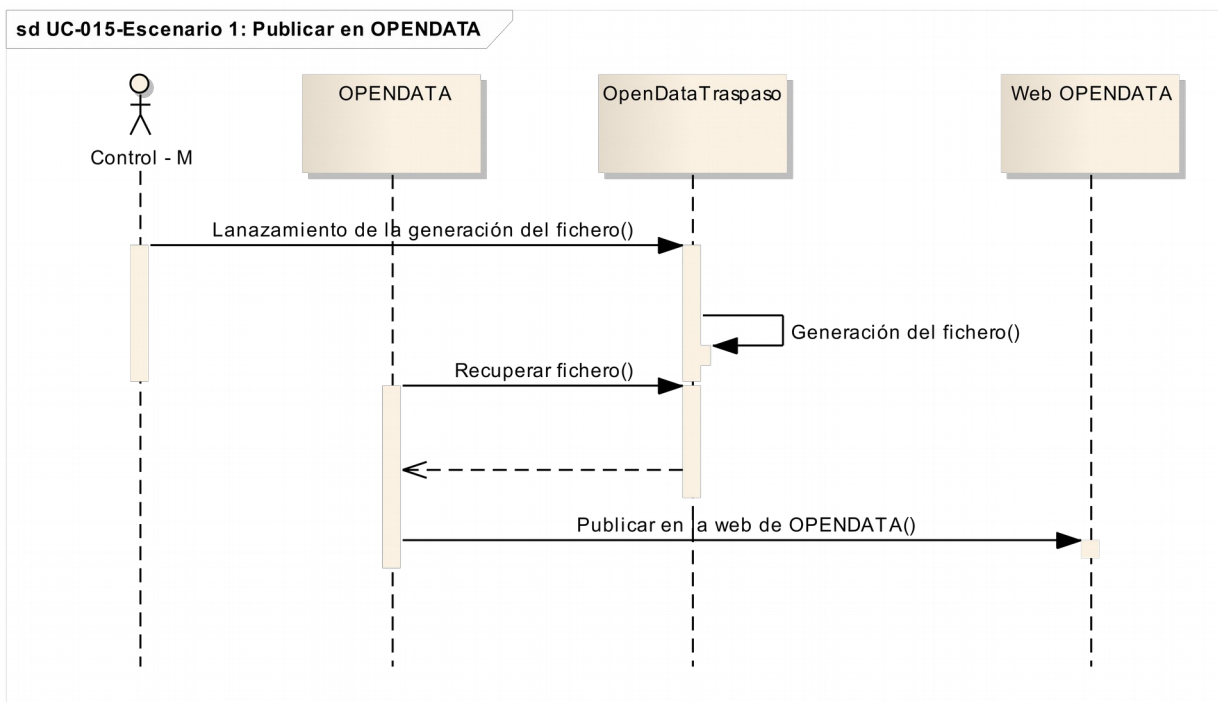 sd UC-015-Escenario 1: Publicar en OPENDATA
Control - M
OPENDATA
OpenDataTraspaso
Web OPENDATA
Lanazamiento de la generación del fichero()
Generación del fichero()
Recuperar fichero()
Publicar en la web de OPENDATA()